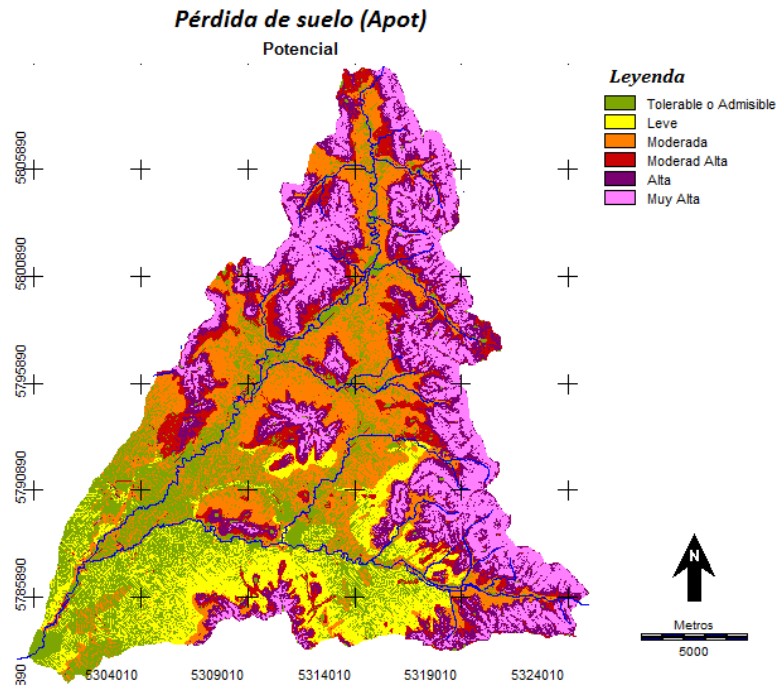 Pérdida de suelo (Apot)
Potencial
Leyenda
Tolerable o Admisible
Leve
Moderada
Moderad Alta
Alta
Muy Alta
5805890
5800890
5795890
5790890
5785890
890
5304010
5309010
5314010
5319010
5324010
N
Metros
5000